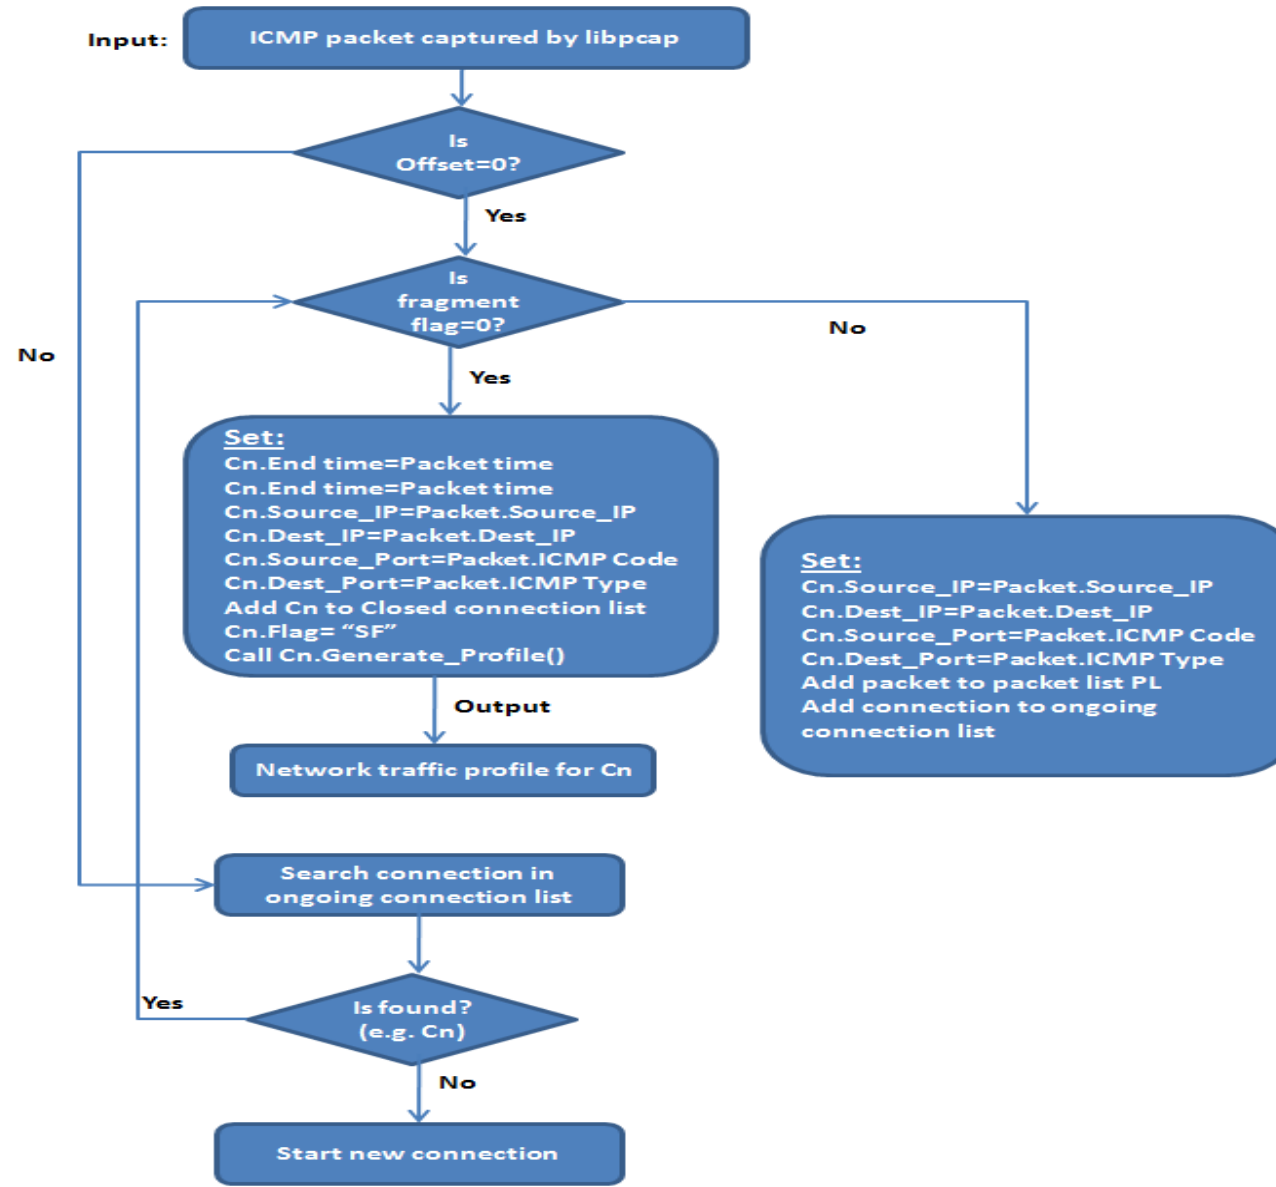 Input:
ICMP packet captured by libpcap
Is
Offset=0?
Yes
Is
fragment
flag=0?
No
No
Yes
Set:
Cn.End time=Packet time
Cn.End time=Packet time
Cn.Source_IP=Packet.Source_IP
Cn.Dest_IP=Packet.Dest_IP
Cn.Source_Port=Packet.ICMP Code
Cn.Dest_Port=Packet.ICMP Type
Add Cn to Closed connection list
Cn.Flag= “SF”
Call Cn.Generate_Profile()
Set:
Cn.Source_IP=Packet.Source_IP
Cn.Dest_IP=Packet.Dest_IP
Cn.Source_Port=Packet.ICMP Code
Cn.Dest_Port=Packet.ICMP Type
Add packet to packet list PL
Add connection to ongoing
connection list
Output
Network traffic profile for Cn
Search connection in
ongoing connection list
Yes
Is found?
(e.g. Cn)
No
Start new connection